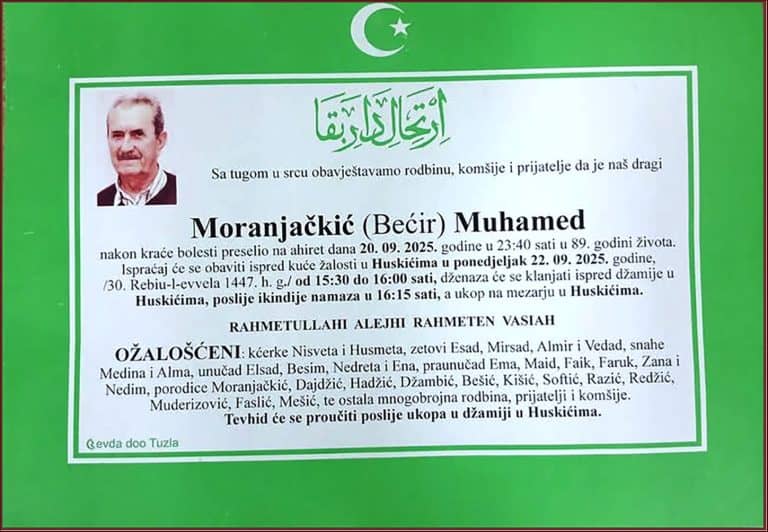 اِرْتِحَالِ دَارِ بَقَا
Sa tugom u srcu obavještavamo rodbinu, komšije i prijatelje da je naš dragi
Moranjačkić (Bećir) Muhamed
nakon kraće bolesti preselio na ahiret dana 20. 09. 2025. godine u 23:40 sati u 89. godini života.
Ispraćaj će se obaviti ispred kuće žalosti u Huskićima u ponedjeljak 22. 09. 2025. godine,
/30. Rebiu-l-evvela 1447. h. g./ od 15:30 do 16:00 sati, dženaza će se klanjati ispred džamije u
Huskićima, poslije ikindije namaza u 16:15 sati, a ukop na mezarju u Huskićima.
RAHMETULLAHI ALEJHI RAHMETEN VASIAH
OŽALOŠĆENI: kćerke Nisveta i Husmeta, zetovi Esad, Mirsad, Almir i Vedad, snahe
Medina i Alma, unučad Elsad, Besim, Nedreta i Ena, praunučad Ema, Maid, Faik, Faruk, Zana i
Nedim, porodice Moranjačkić, Dajdžić, Hadžić, Džambić, Bešić, Kišić, Softić, Razić, Redžić,
Muderizović, Faslić, Mešić, te ostala mnogobrojna rodbina, prijatelji i komšije.
Tevhid će se proučiti poslije ukopa u džamiji u Huskićima.
Gevda doo Tuzla